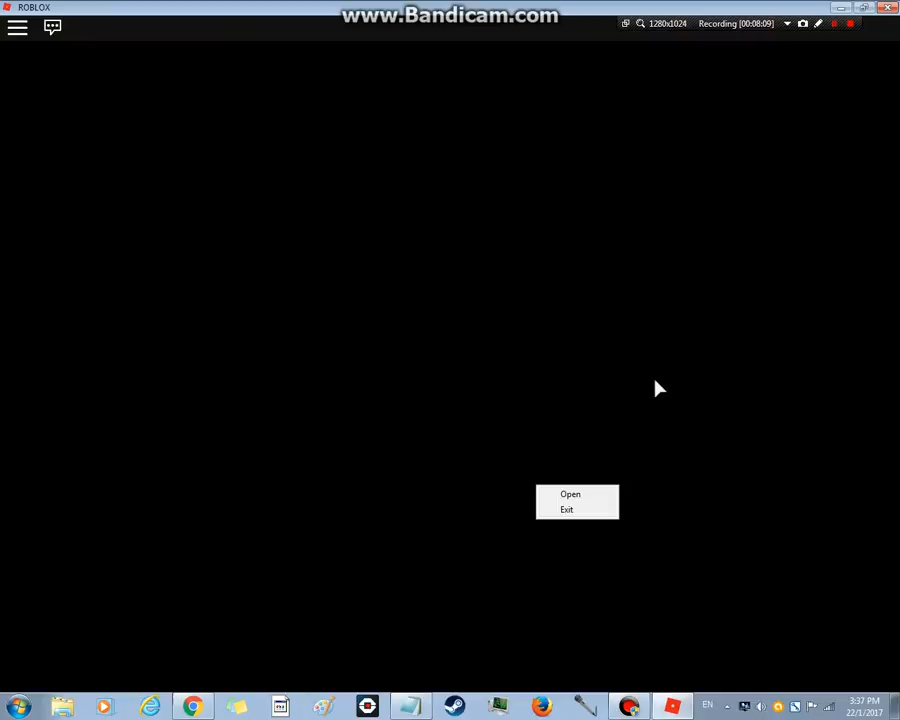 ROBLOX
www.Bandicam.com
1280x1024 Recording [00:08:09]
Open
Exit
EN
3:37 PM
22/1/2017